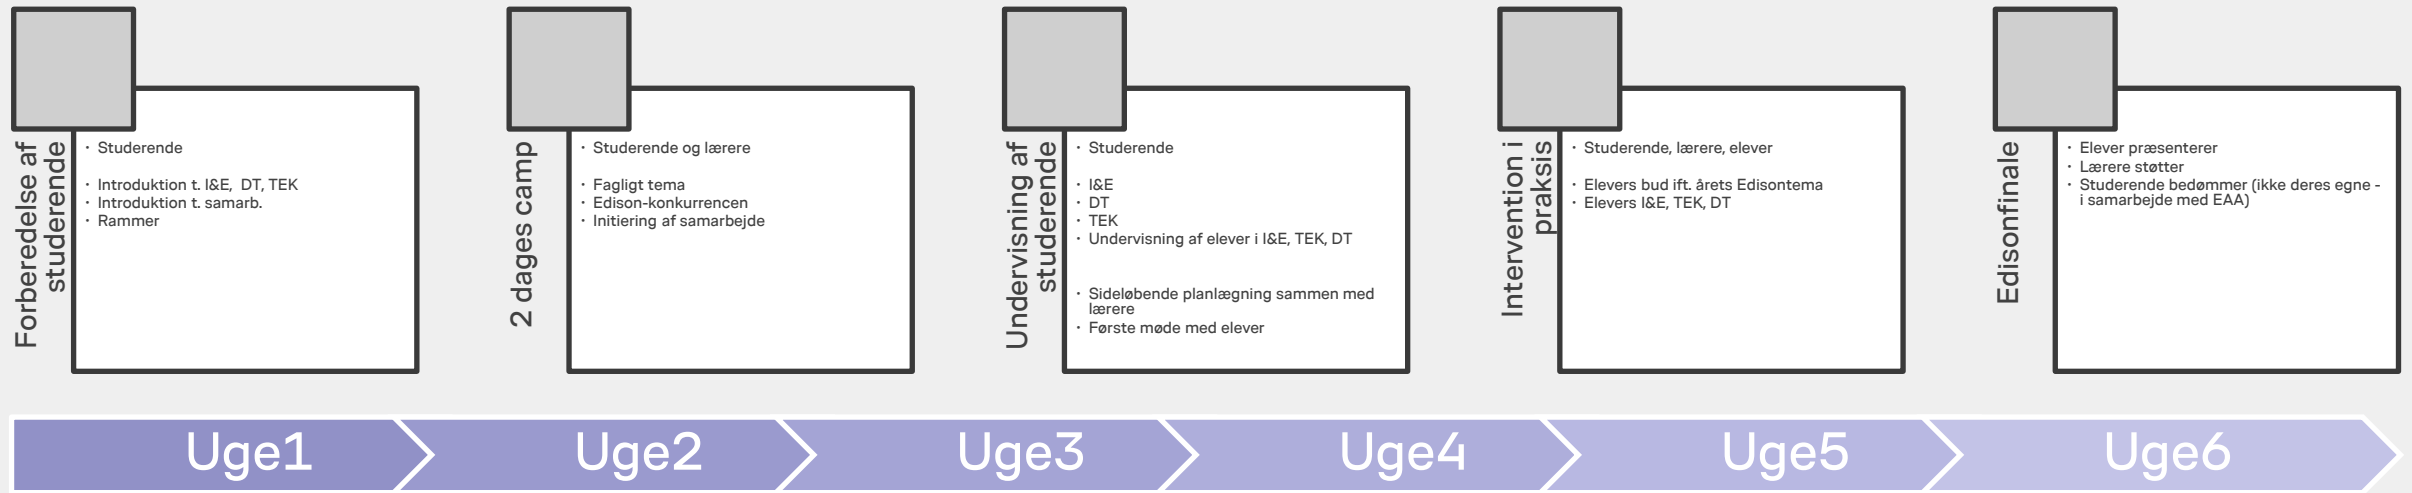 Forberedelse af
studerende
· Studerende
· Introduktion t. I&E, DT, TEK
· Introduktion t. samarb.
· Rammer
2 dages camp
· Studerende og lærere
· Fagligt tema
· Edison-konkurrencen
· Initiering af samarbejde
Undervisning af
studerende
· Studerende
· I&E
· DT
· TEK
· Undervisning af elever i I&E, TEK, DT
· Sideløbende planlægning sammen med
lærere
· Første møde med elever
Intervention i
praksis
· Studerende, lærere, elever
· Elevers bud ift. årets Edisontema
· Elevers I&E, TEK, DT
Edisonfinale
· Elever præsenterer
· Lærere støtter
· Studerende bedømmer (ikke deres egne -
i samarbejde med EAA)
Uge1
Uge2
Uge3
Uge4
Uge5
Uge6